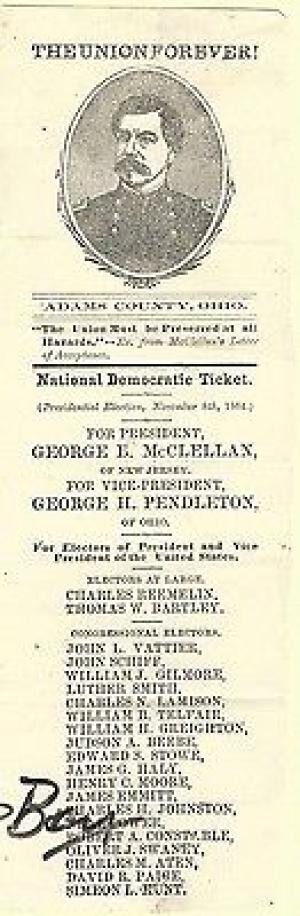 THE UNION FOREVER!
ADAMS COUNTY, OHIO.
"The Union Must be Preserved at all
Hazards."—Ex. from McClellan's Letter
of Acceptance.
National Democratic Ticket.
(Presidential Election, November 8th, 1864.)
FOR PRESIDENT,
GEORGE B. McCLELLAN,
OF NEW JERSEY.
FOR VICE-PRESIDENT,
GEORGE H. PENDLETON,
OF OHIO.
For Electors of President and Vice
President of the United States.
ELECTORS AT LARGE,
CHARLES REEMELIN,
THOMAS W. BARTLEY.
CONGRESSIONAL ELECTORS,
JOHN L. VATTIER,
JOHN SCHIFF,
WILLIAM J. GILMORE,
LUTHER SMITH,
CHARLES N. LAMISON,
WILLIAM B. TELFAIR,
WILLIAM H. CREIGHTON,
JUDSON A. BEEBE,
EDWARD S. STOWE,
JAMES G. HALY,
HENRY C. MOORE,
JAMES EMMITT,
CHARLES H. JOHNSTON,
ROBERT A. CONSTABLE,
OLIVER J. SWANEY,
CHARLES M. ATEN,
DAVID R. PAIGE,
SIMEON L. HUNT.